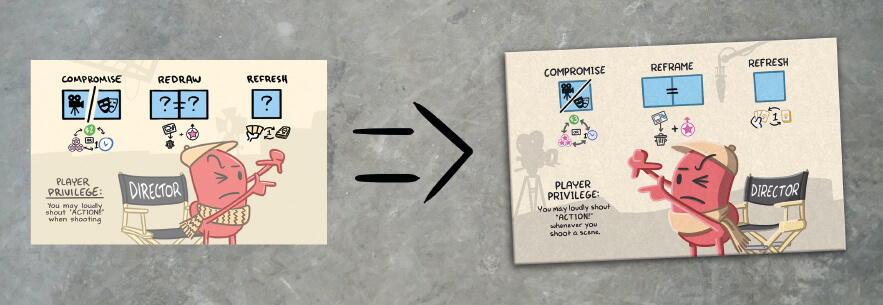 COMPROMISE REDRAW REFRESH
? = ? ?
PLAYER
PRIVILEGE:
You may loudly
shout "ACTION!"
when shooting
DIRECTOR
COMPROMISE REFRAME REFRESH
=
1
PLAYER
PRIVILEGE:
You may loudly shout
"ACTION!"
whenever you
shoot a scene.
DIRECTOR